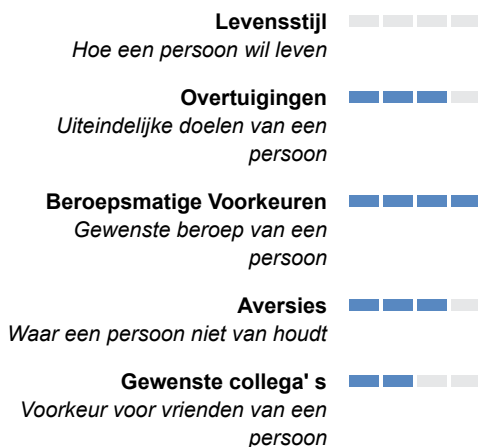 Levensstijl
Hoe een persoon wil leven
Overtuigingen
Uiteindelijke doelen van een
persoon
Beroepsmatige Voorkeuren
Gewenste beroep van een
persoon
Aversies
Waar een persoon niet van houdt
Gewenste collega' s
Voorkeur voor vrienden van een
persoon